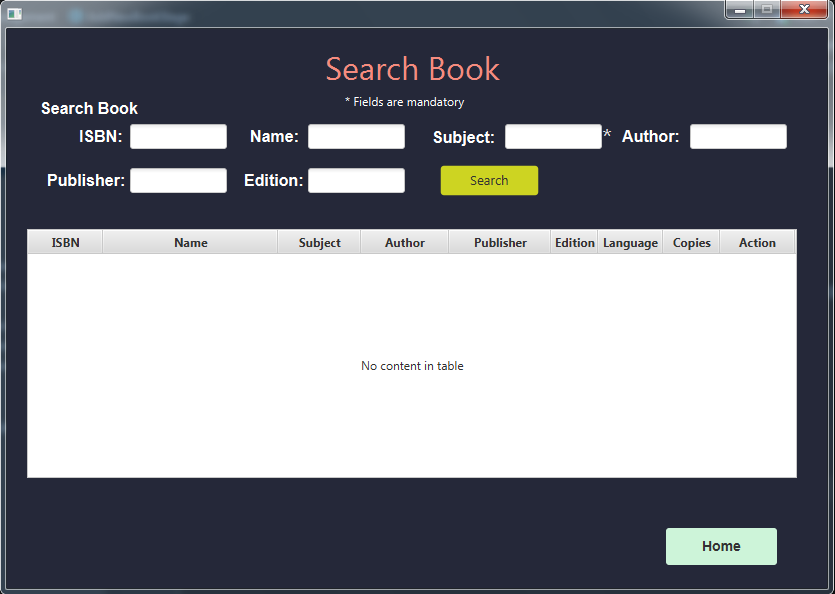 Search Book
* Fields are mandatory
Search Book
ISBN: Name: Subject: * Author:
Publisher: Edition: Search
ISBN Name Subject Author Publisher Edition Language Copies Action
No content in table
Home